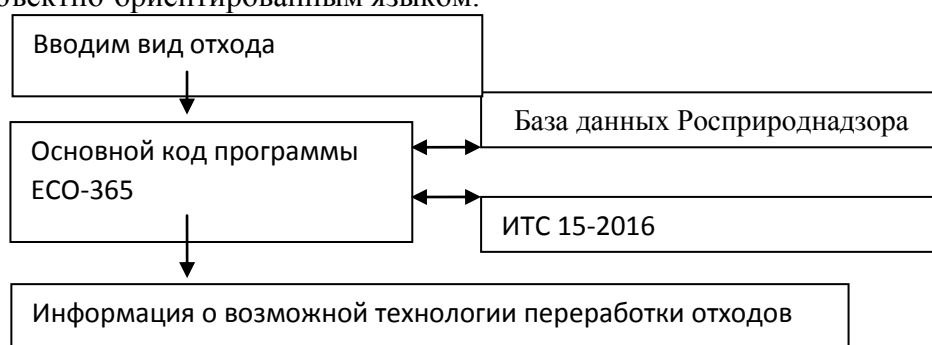 объектно-ориентированным языком.
Вводим вид отхода
База данных Росприроднадзора
Основной код программы
ECO-365
ИТС 15-2016
Информация о возможной технологии переработки отходов